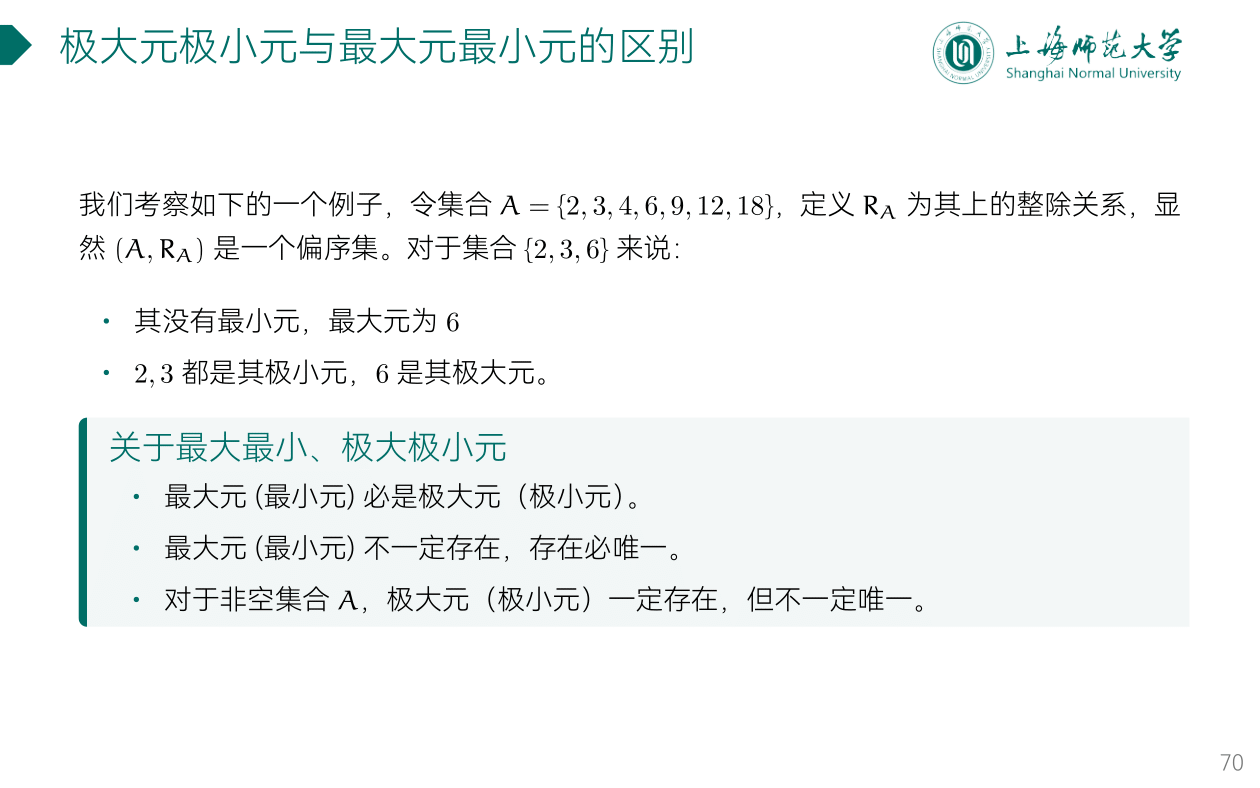 极大元极小元与最大元最小元的区别
上海师范大学
Shanghai Normal University
我们考察如下的一个例子，令集合 A = {2, 3, 4, 6, 9, 12, 18}，定义 R_A 为其上的整除关系，显
然 (A, R_A) 是一个偏序集。对于集合 {2, 3, 6} 来说：
• 其没有最小元，最大元为 6
• 2, 3 都是其极小元，6 是其极大元。
关于最大最小、极大极小元
• 最大元 (最小元) 必是极大元（极小元）。
• 最大元 (最小元) 不一定存在，存在必唯一。
• 对于非空集合 A，极大元（极小元）一定存在，但不一定唯一。
70